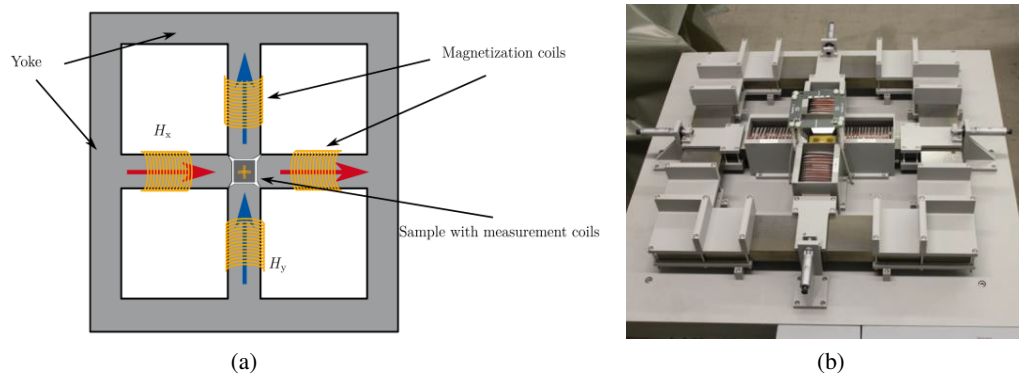 Yoke
Magnetization coils
Hx
Sample with measurement coils
Hy
(a)
(b)